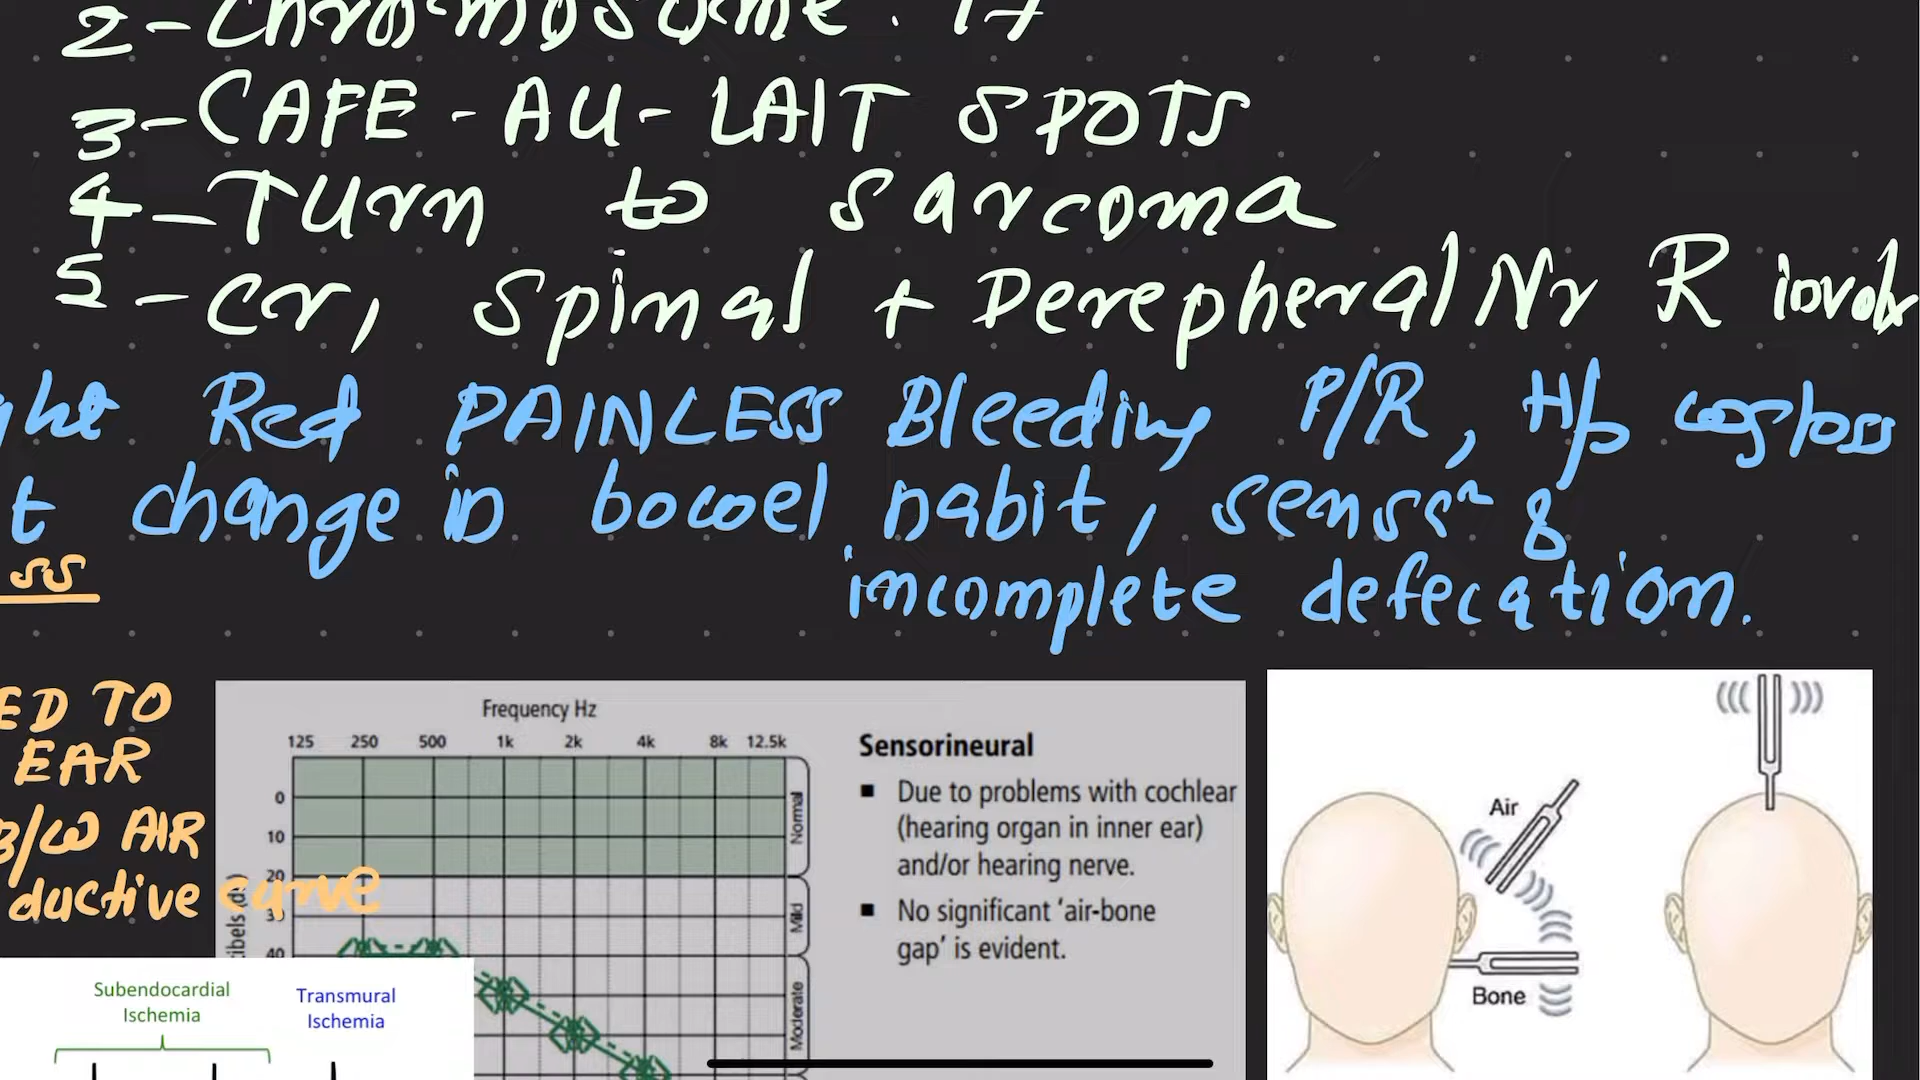 2-Chromosome. 17
3-CAFE-AU-LAIT SPOTS
4-TUrn to sarcoma
5-Cr, Spinal + Perepheral Nr R
Red PAINLESS Bleeding P/R, H/o
t change in bowel habit,
ss
incomplete defecation.
ED TO
EAR
B/W AIR
ductive curve
Frequency Hz
125 250 500 1k 2k 4k 8k 12.5k
0
10
20
30
40
Normal
Mild
Moderate
Sensorineural
▪ Due to problems with cochlear
(hearing organ in inner ear)
and/or hearing nerve.
▪ No significant ‘air-bone
gap’ is evident.
Air
Bone
Subendocardial
Ischemia
Transmural
Ischemia